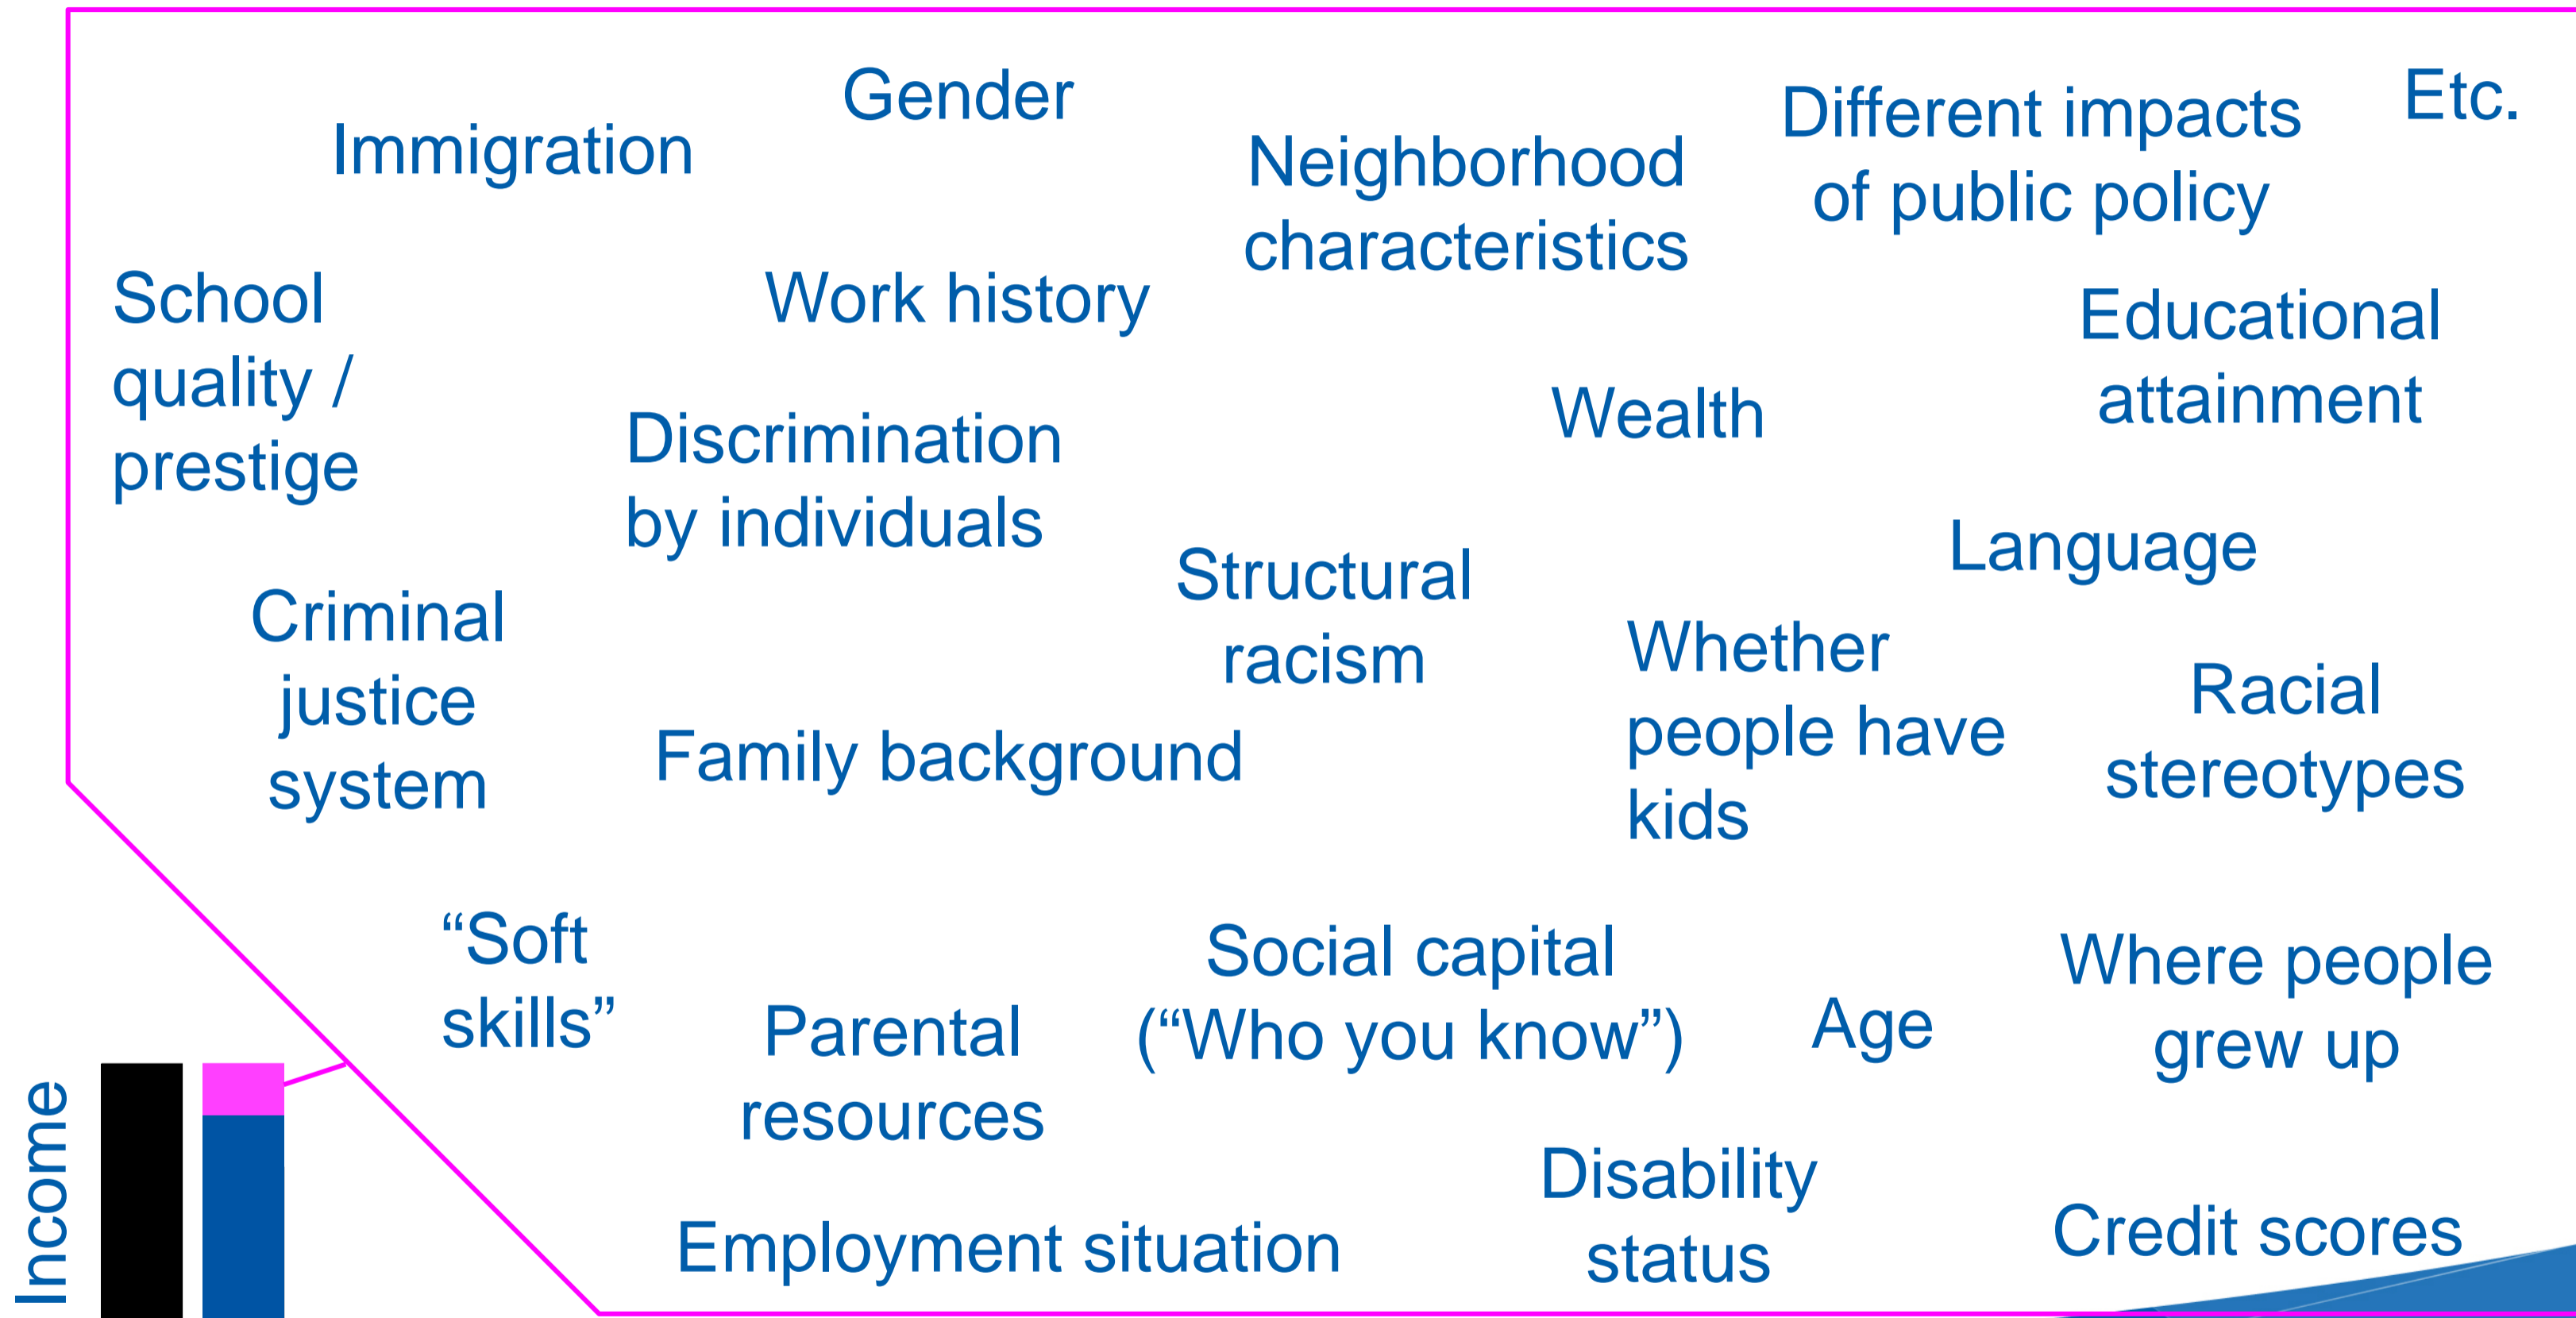 Gender
Immigration
Neighborhood
characteristics
Different impacts
of public policy
Etc.
School
quality /
prestige
Work history
Educational
attainment
Discrimination
by individuals
Wealth
Structural
racism
Language
Criminal
justice
system
Family background
Whether
people have
kids
Racial
stereotypes
“Soft
skills”
Parental
resources
Social capital
(“Who you know”)
Age
Where people
grew up
Employment situation
Disability
status
Credit scores
Income